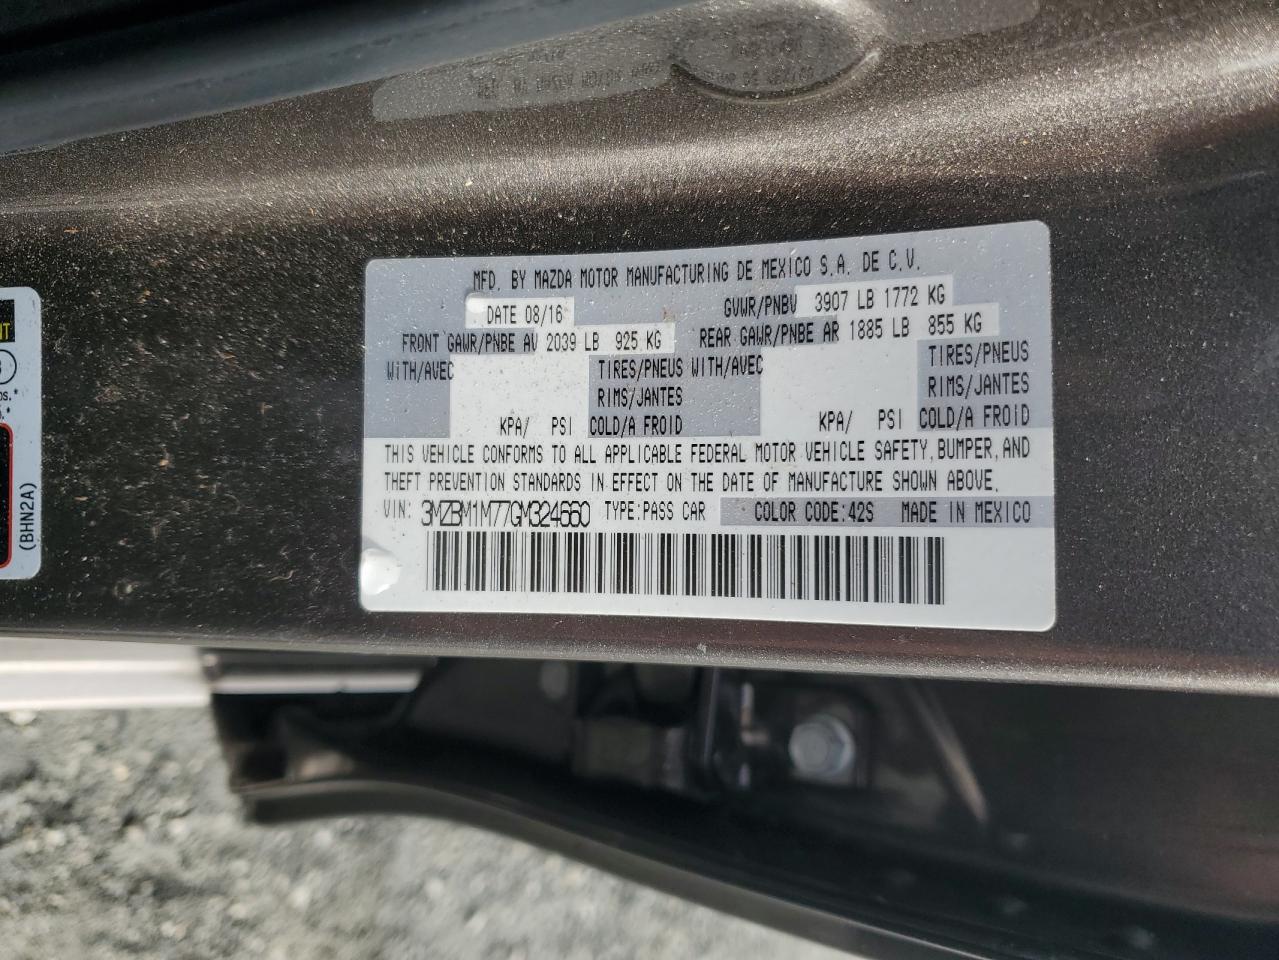 MFD. BY MAZDA MOTOR MANUFACTURING DE MEXICO S.A. DE C.V.
DATE 08/16 GVWR/PNBV 3907 LB 1772 KG
FRONT GAWR/PNBE AV 2039 LB 925 KG REAR GAWR/PNBE AR 1885 LB 855 KG
WITH/AVEC TIRES/PNEUS WITH/AVEC TIRES/PNEUS
RIMS/JANTES RIMS/JANTES
KPA/ PSI COLD/A FROID KPA/ PSI COLD/A FROID
THIS VEHICLE CONFORMS TO ALL APPLICABLE FEDERAL MOTOR VEHICLE SAFETY, BUMPER, AND
THEFT PREVENTION STANDARDS IN EFFECT ON THE DATE OF MANUFACTURE SHOWN ABOVE.
VIN: 3MZBM1M77GM324660 TYPE:PASS CAR COLOR CODE:42S MADE IN MEXICO
(BHN2A)